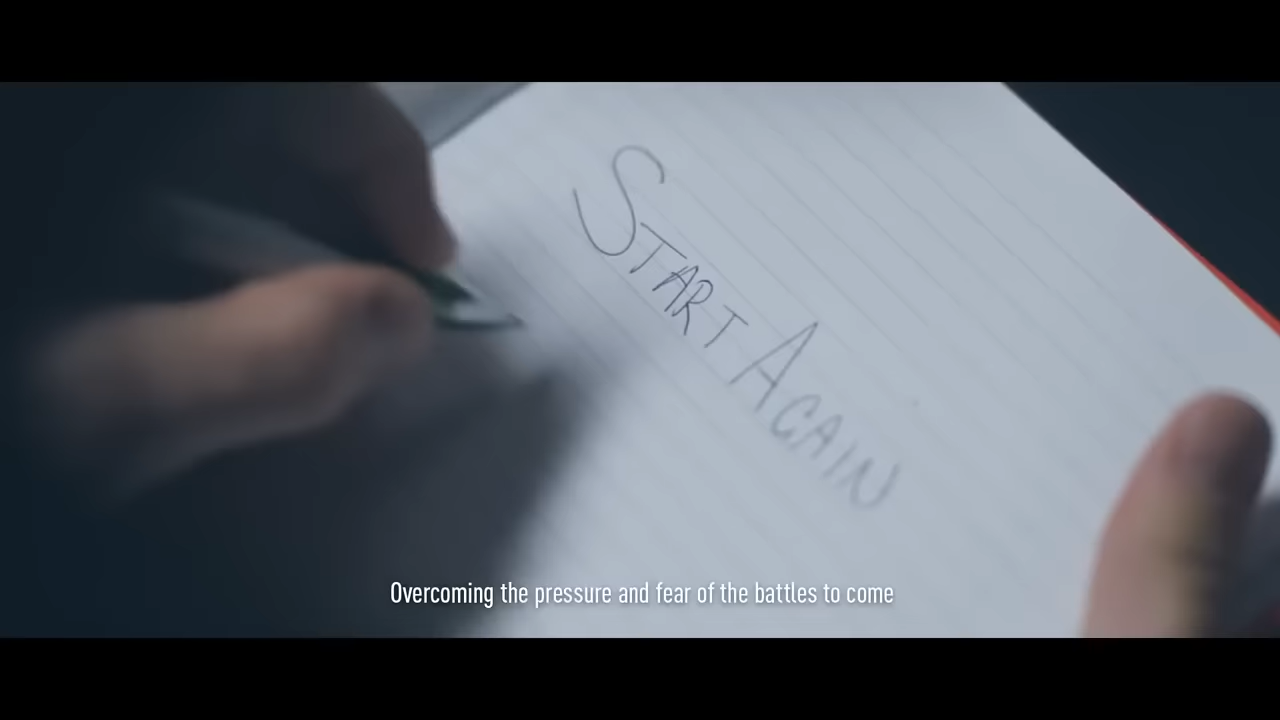 START AGAIN
Overcoming the pressure and fear of the battles to come